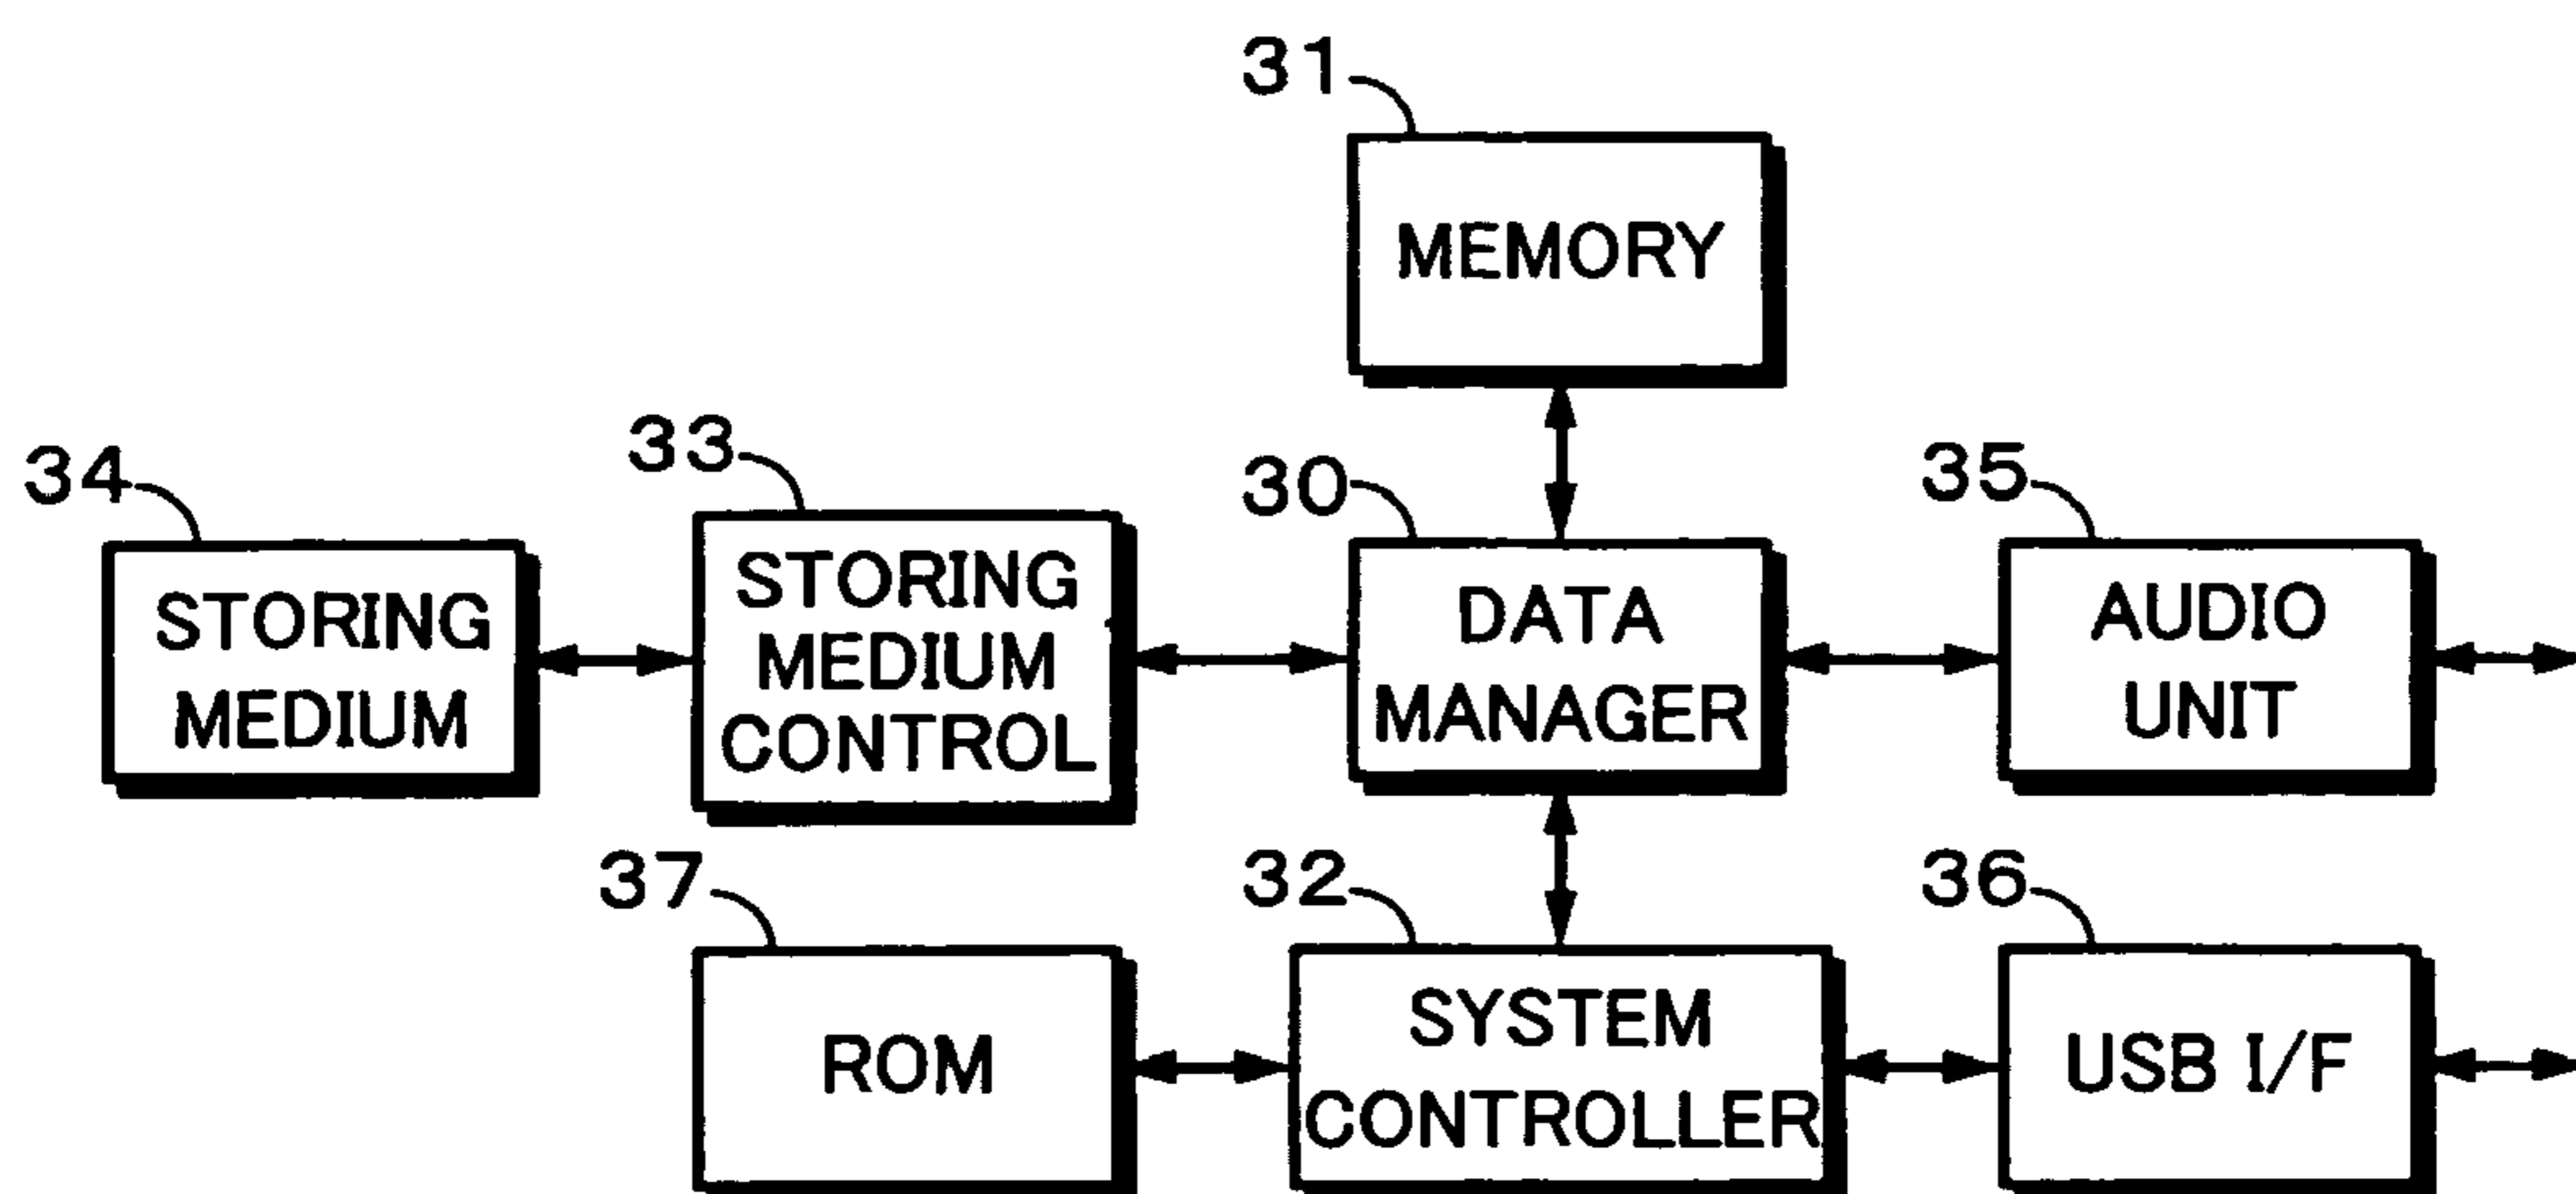 31
MEMORY
34
STORING
MEDIUM
33
STORING
MEDIUM
CONTROL
30
DATA
MANAGER
35
AUDIO
UNIT
37
ROM
32
SYSTEM
CONTROLLER
36
USB I/F